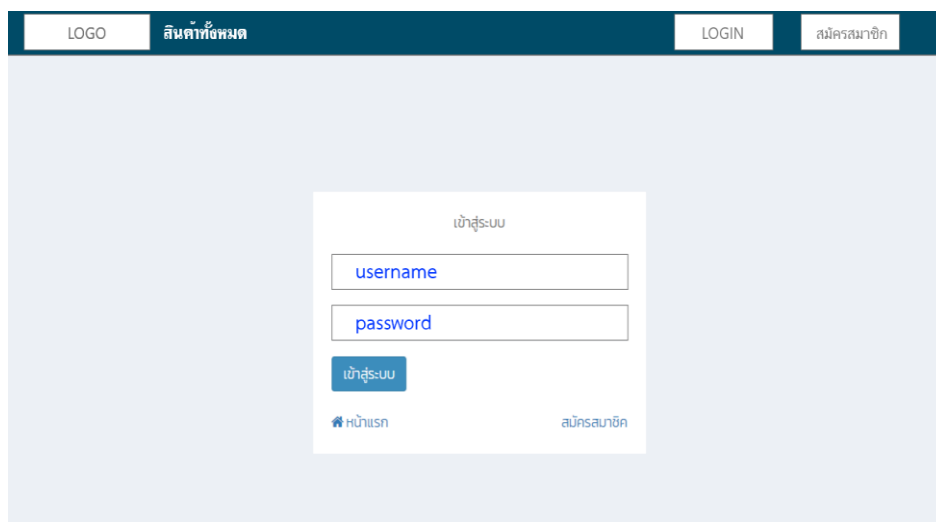 LOGO สินค้าทั้งหมด LOGIN สมัครสมาชิก
เข้าสู่ระบบ
username
password
เข้าสู่ระบบ
หน้าแรก สมัครสมาชิค